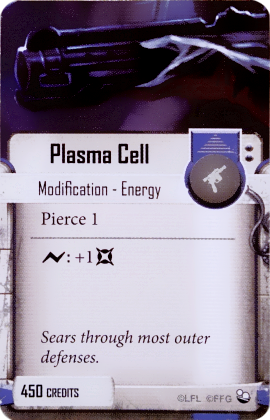 Plasma Cell
Modification - Energy
Pierce 1
: +1
Sears through most outer
defenses.
450 CREDITS
©LFL ©FFG